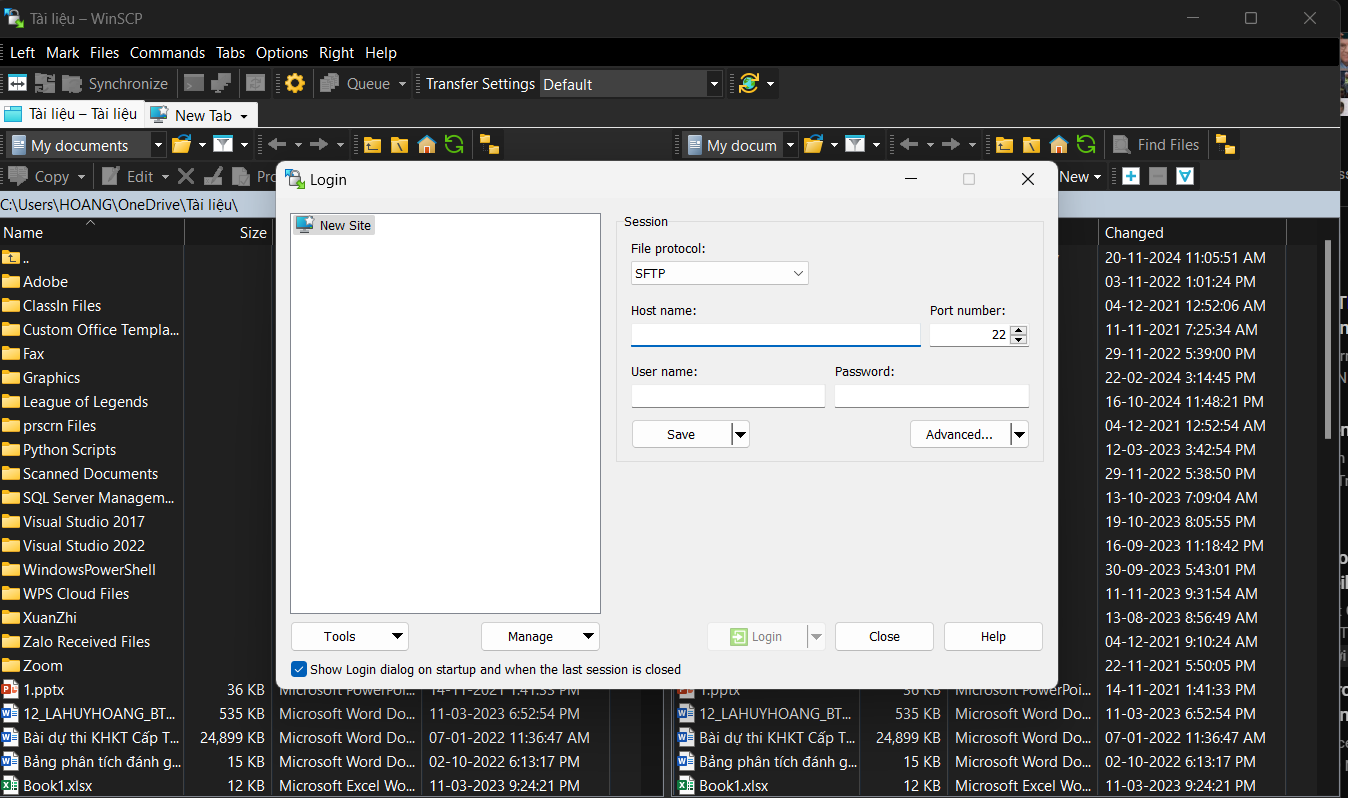 Tài liệu – WinSCP
Left Mark Files Commands Tabs Options Right Help
Synchronize Queue Transfer Settings Default
Tài liệu – Tài liệu New Tab
My documents My docum Find Files
Copy Edit New
C:\Users\HOANG\OneDrive\Tài liệu\
Name Size Changed
.. 20-11-2024 11:05:51 AM
Adobe 03-11-2022 1:01:24 PM
ClassIn Files 04-12-2021 12:52:06 AM
Custom Office Templa... 11-11-2021 7:25:34 AM
Fax 29-11-2022 5:39:00 PM
Graphics 22-02-2024 3:14:45 PM
League of Legends 16-10-2024 11:48:21 PM
prscrn Files 04-12-2021 12:52:54 AM
Python Scripts 12-03-2023 3:42:54 PM
Scanned Documents 29-11-2022 5:38:50 PM
SQL Server Managem... 13-10-2023 7:09:04 AM
Visual Studio 2017 19-10-2023 8:05:55 PM
Visual Studio 2022 16-09-2023 11:18:42 PM
WindowsPowerShell 30-09-2023 5:43:01 PM
WPS Cloud Files 11-11-2023 9:31:54 AM
XuanZhi 13-08-2023 8:56:49 AM
Zalo Received Files 04-12-2021 9:10:24 AM
Zoom 22-11-2021 5:50:05 PM
1.pptx 36 KB Microsoft PowerPoi... 14-11-2021 1:41:33 PM 1.pptx 36 KB Microsoft PowerPoi... 14-11-2021 1:41:33 PM
12_LAHUYHOANG_BT... 535 KB Microsoft Word Do... 11-03-2023 6:52:54 PM 12_LAHUYHOANG_BT... 535 KB Microsoft Word Do... 11-03-2023 6:52:54 PM
Bài dự thi KHKT Cấp T... 24,899 KB Microsoft Word Do... 07-01-2022 11:36:47 AM Bài dự thi KHKT Cấp T... 24,899 KB Microsoft Word Do... 07-01-2022 11:36:47 AM
Bảng phân tích đánh g... 15 KB Microsoft Word Do... 02-10-2022 6:13:17 PM Bảng phân tích đánh g... 15 KB Microsoft Word Do... 02-10-2022 6:13:17 PM
Book1.xlsx 12 KB Microsoft Excel Wo... 11-03-2023 9:24:21 PM Book1.xlsx 12 KB Microsoft Excel Wo... 11-03-2023 9:24:21 PM
Login
New Site
Session
File protocol:
SFTP
Host name: Port number:
22
User name: Password:
Save Advanced...
Tools Manage Login Close Help
Show Login dialog on startup and when the last session is closed